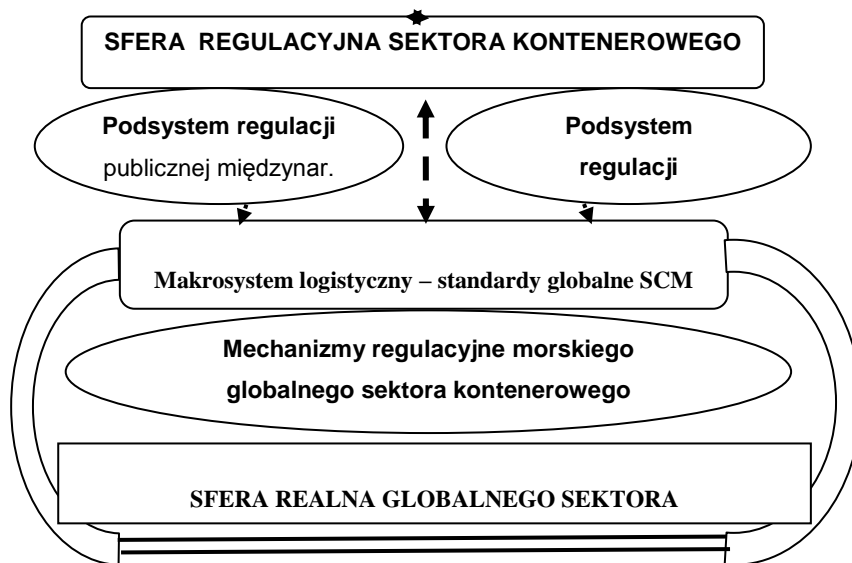 SFERA REGULACYJNA SEKTORA KONTENEROWEGO
Podsystem regulacji
publicznej międzynar.
Podsystem
regulacji
Makrosystem logistyczny – standardy globalne SCM
Mechanizmy regulacyjne morskiego
globalnego sektora kontenerowego
SFERA REALNA GLOBALNEGO SEKTORA